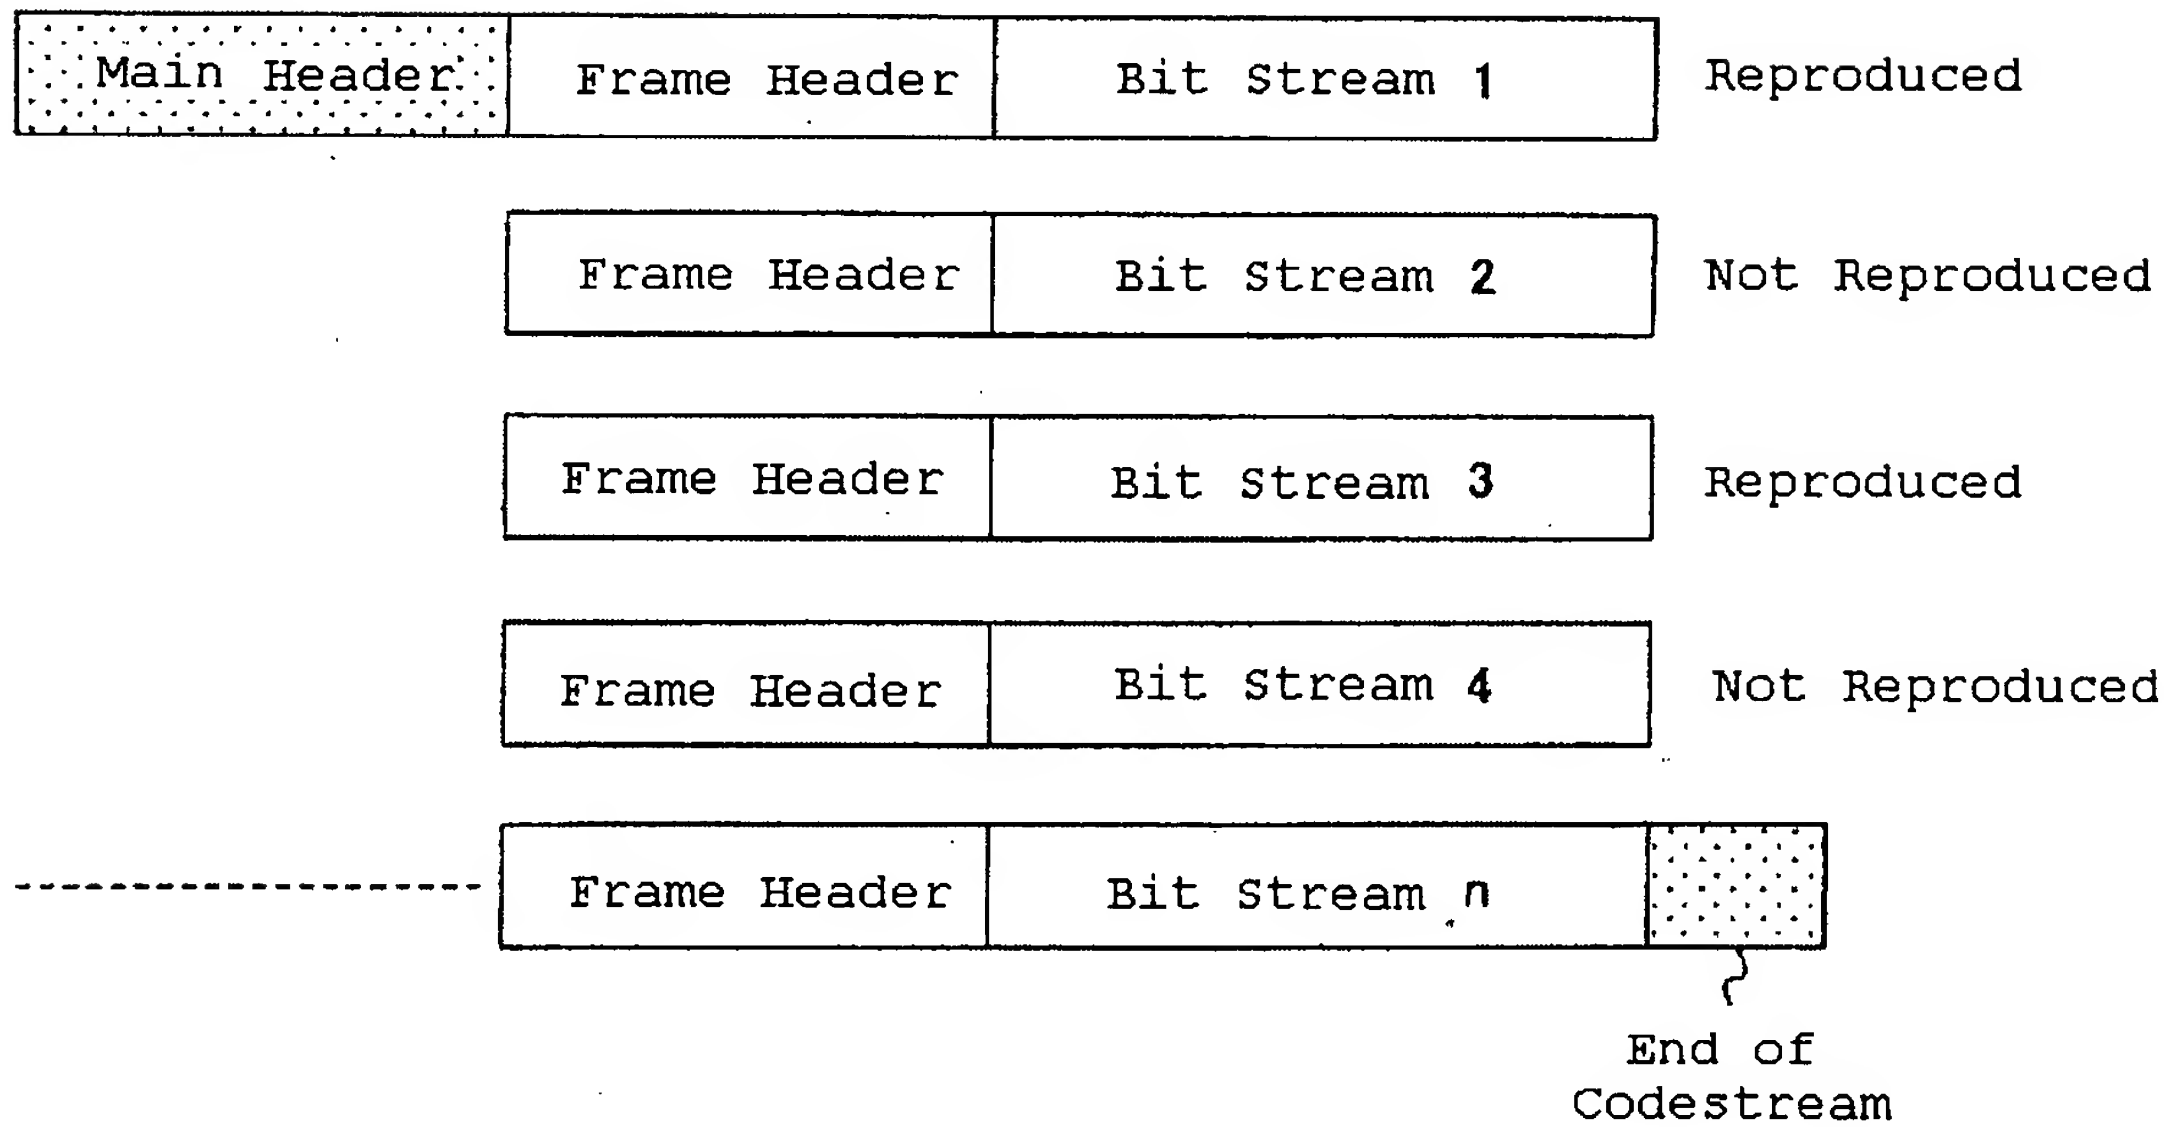 Main Header Frame Header Bit Stream 1 Reproduced
Frame Header Bit Stream 2 Not Reproduced
Frame Header Bit Stream 3 Reproduced
Frame Header Bit Stream 4 Not Reproduced
Frame Header Bit Stream n
End of
Codestream